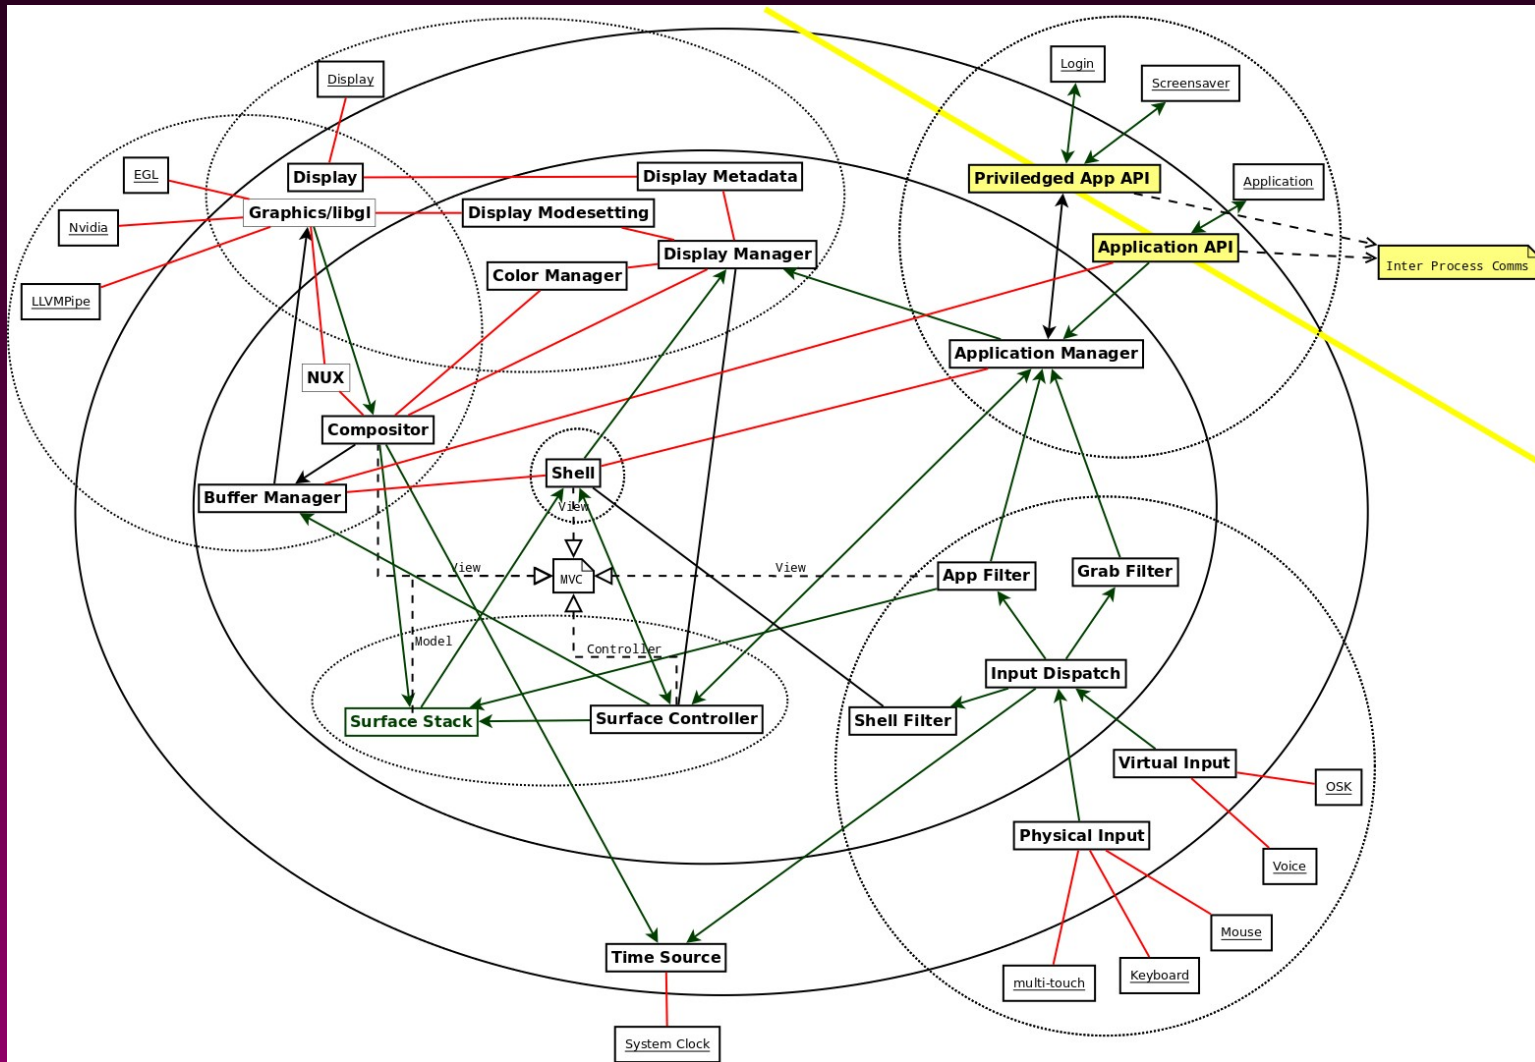 Login
Display
Screensaver
EGL
Display
Display Metadata
Priviledged App API
Application
Nvidia
Graphics/libgl
Display Modesetting
Display Manager
Application API
Color Manager
Inter Process Comms
LLVMPipe
Application Manager
NUX
Compositor
Shell
Buffer Manager
View
View
MVC
View
App Filter
Grab Filter
Model
Controller
Input Dispatch
Surface Stack
Surface Controller
Shell Filter
Virtual Input
OSK
Physical Input
Voice
Mouse
Time Source
multi-touch
Keyboard
System Clock